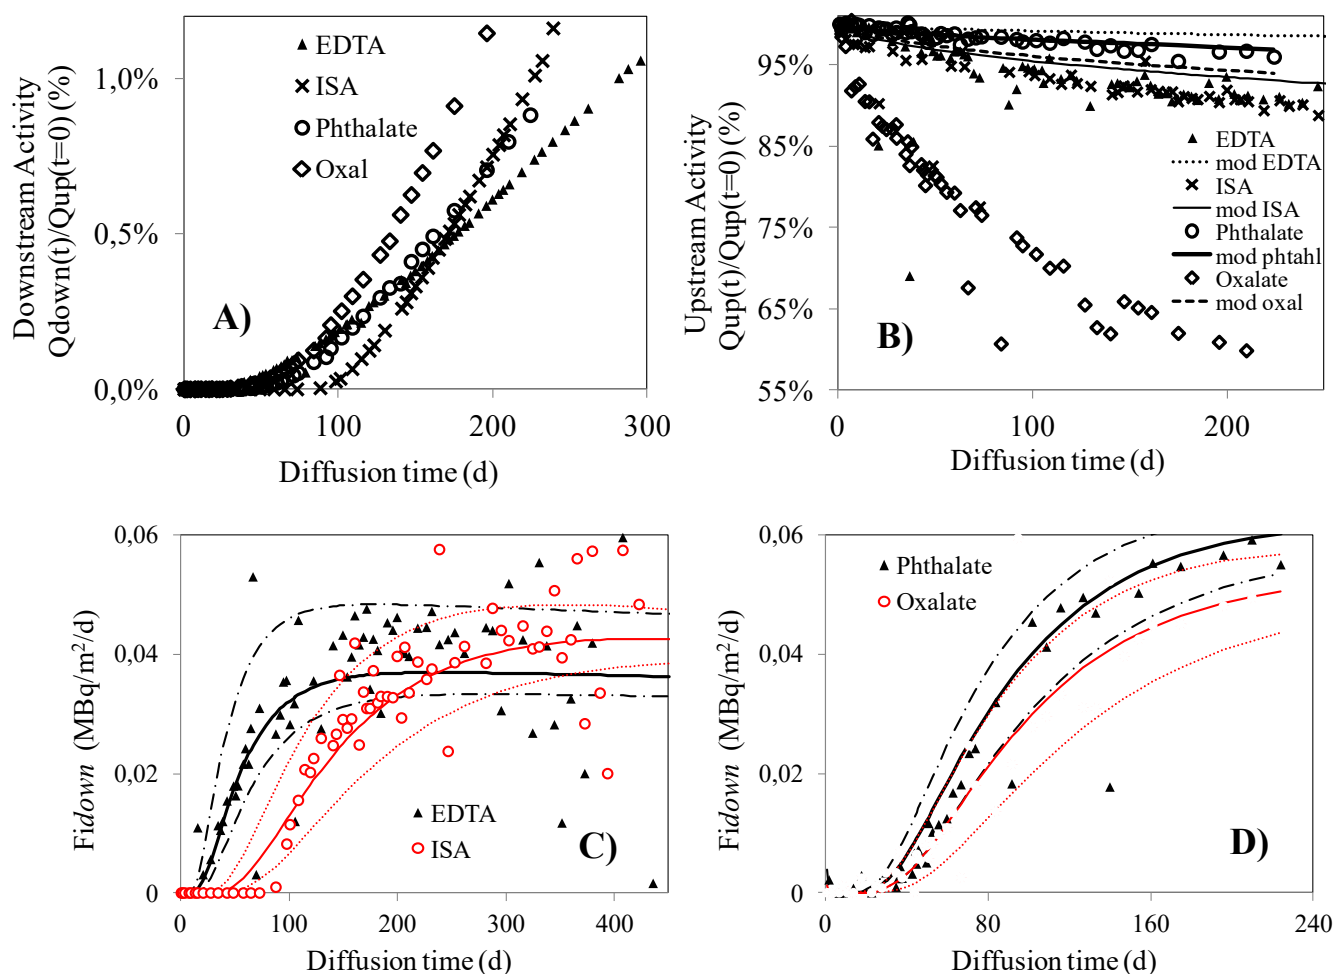 Downstream Activity
Qdown(t)/Qup(t=0) (%)
1,0%
0,5%
0,0%
EDTA
ISA
Phthalate
Oxal
A)
0
100
200
300
Diffusion time (d)
Upstream Activity
Qup(t)/Qup(t=0) (%)
95%
85%
75%
65%
55%
EDTA
mod EDTA
ISA
mod ISA
Phthalate
mod phtahl
Oxalate
mod oxal
B)
0
100
200
Diffusion time (d)
Fidown (MBq/m²/d)
0,06
0,04
0,02
0
EDTA
ISA
C)
0
100
200
300
400
Diffusion time (d)
Fidown (MBq/m²/d)
0,06
0,04
0,02
0
Phthalate
Oxalate
D)
0
80
160
240
Diffusion time (d)